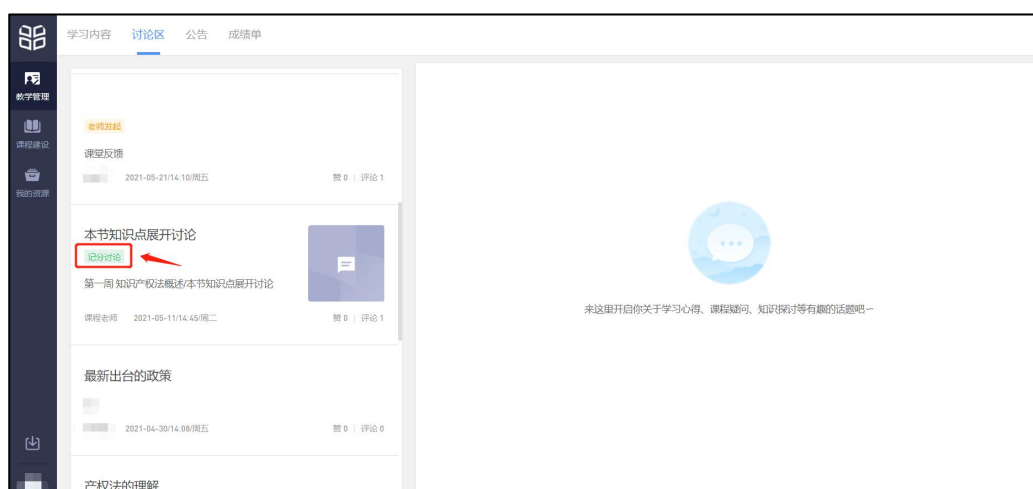 学习内容 讨论区 公告 成绩单
教学管理
课程建设
我的资源
老师发起
课堂反馈
2021-05-21/14:10/周五 赞 0 | 评论 1
本节知识点展开讨论
记分讨论
第一周 知识产权法概述/本节知识点展开讨论
课程老师 2021-05-11/14:45/周二 赞 0 | 评论 1
最新出台的政策
2021-04-30/14:08/周五 赞 0 | 评论 0
产权法的理解
来这里开启你关于学习心得、课程疑问、知识探讨等有趣的话题吧~